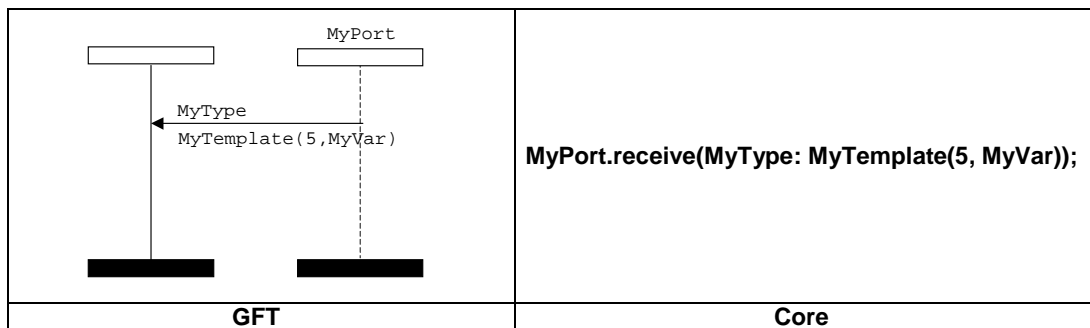 MyPort
MyType
MyTemplate(5,MyVar)
MyPort.receive(MyType: MyTemplate(5, MyVar));
GFT
Core